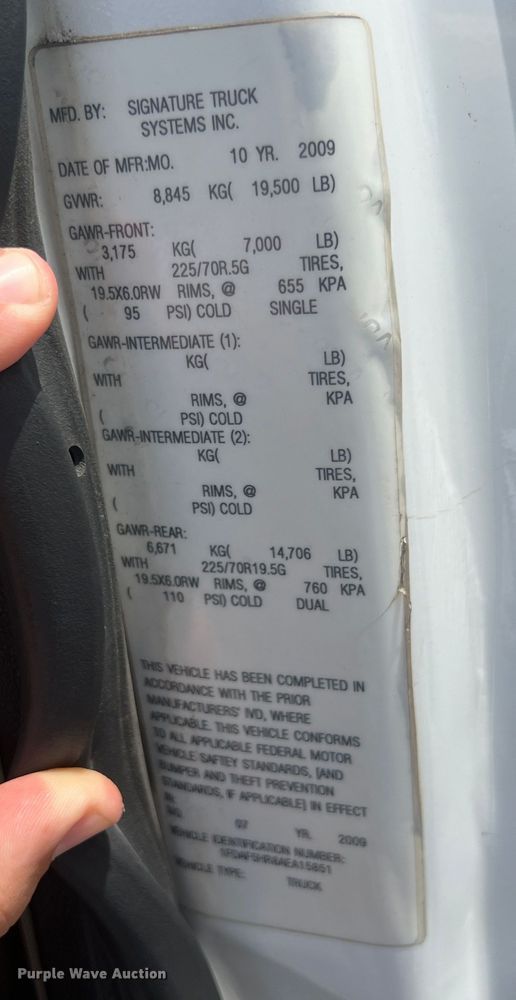 MFD. BY: SIGNATURE TRUCK
SYSTEMS INC.
DATE OF MFR:MO. 10 YR. 2009
GVWR: 8,845 KG( 19,500 LB)
GAWR-FRONT:
3,175 KG( 7,000 LB)
WITH 225/70R.5G TIRES,
19.5X6.0RW RIMS, @ 655 KPA
( 95 PSI) COLD SINGLE
GAWR-INTERMEDIATE (1):
KG( LB)
WITH TIRES,
RIMS, @ KPA
( PSI) COLD
GAWR-INTERMEDIATE (2):
KG( LB)
WITH TIRES,
RIMS, @ KPA
( PSI) COLD
GAWR-REAR:
6,671 KG( 14,706 LB)
WITH 225/70R19.5G TIRES,
19.5X6.0RW RIMS, @ 760 KPA
( 110 PSI) COLD DUAL
THIS VEHICLE HAS BEEN COMPLETED IN
ACCORDANCE WITH THE PRIOR
MANUFACTURERS' IVD, WHERE
APPLICABLE. THIS VEHICLE CONFORMS
TO ALL APPLICABLE FEDERAL MOTOR
VEHICLE SAFTEY STANDARDS, [AND
BUMPER AND THEFT PREVENTION
STANDARDS, IF APPLICABLE] IN EFFECT
IN:
MO. 07 YR. 2009
VEHICLE IDENTIFICATION NUMBER:
VEHICLE TYPE: TRUCK
Purple Wave Auction